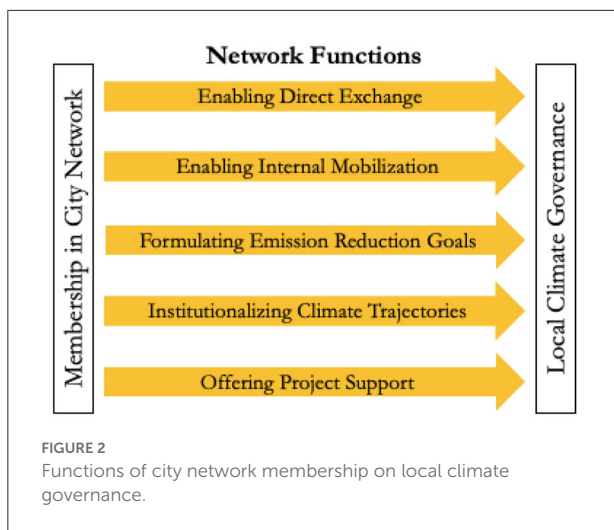 Network Functions
Membership in City Network
Enabling Direct Exchange
Enabling Internal Mobilization
Formulating Emission Reduction Goals
Institutionalizing Climate Trajectories
Offering Project Support
Local Climate Governance
FIGURE 2
Functions of city network membership on local climate
governance.